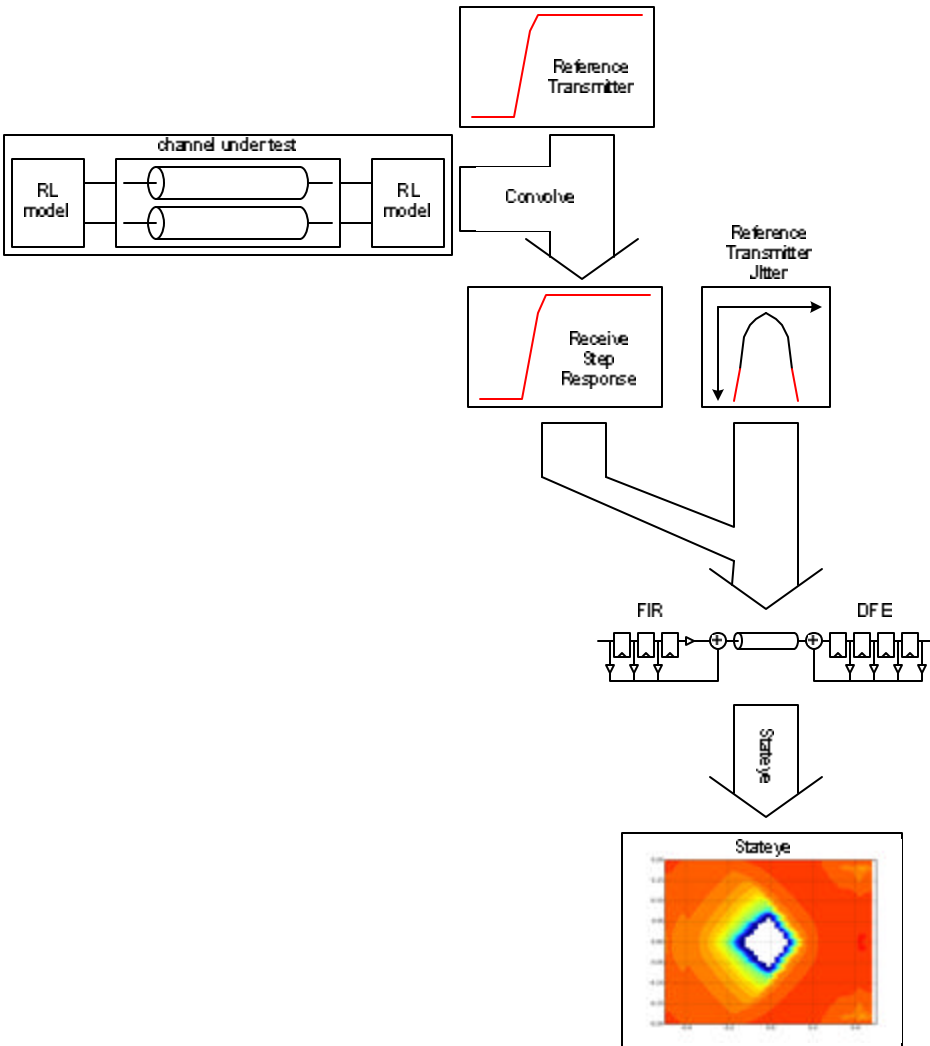 Reference
Transmitter
channel under test
RL
model
RL
model
Convolve
Reference
Transmitter
Jitter
Receive
Step
Response
FIR
DFE
Stateye
Stateye